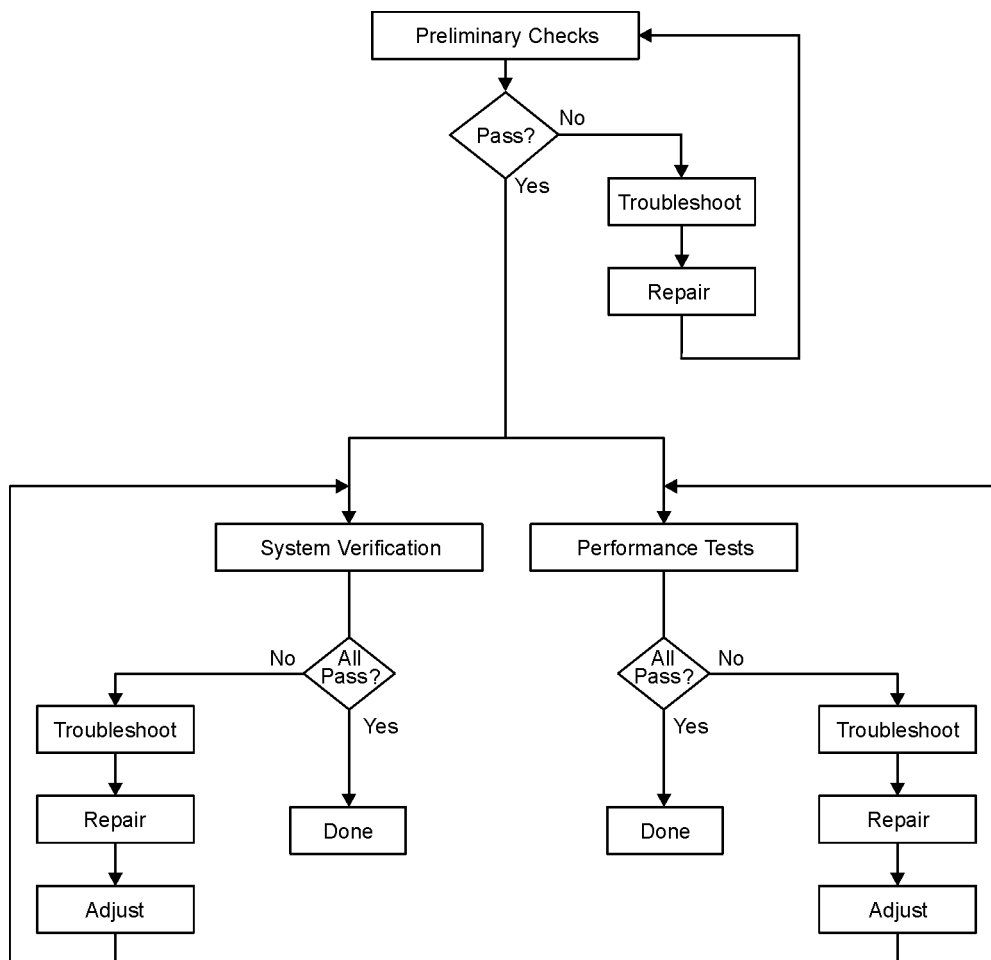 Preliminary Checks
Pass?
No
Yes
Troubleshoot
Repair
System Verification
Performance Tests
All
Pass?
No
Yes
All
Pass?
No
Yes
Troubleshoot
Repair
Adjust
Done
Done
Troubleshoot
Repair
Adjust